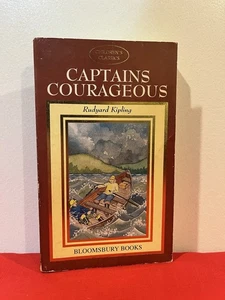 CHILDREN'S
CLASSICS
CAPTAINS
COURAGEOUS
Rudyard Kipling
BLOOMSBURY BOOKS